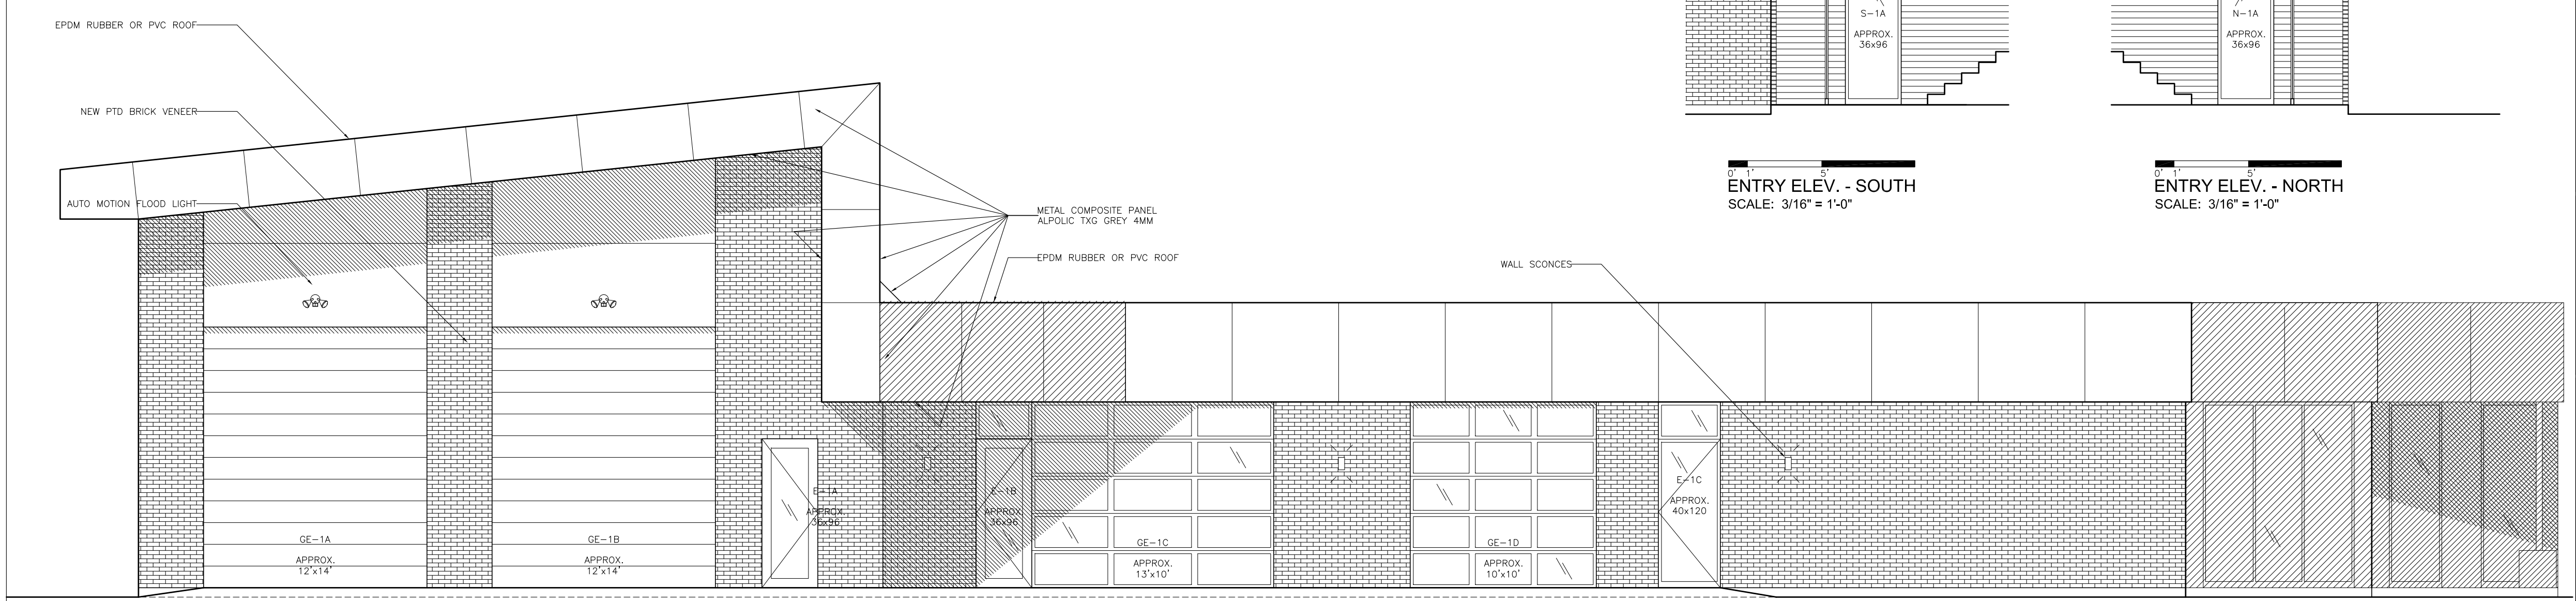 EPDM RUBBER OR PVC ROOF
NEW PTD BRICK VENEER
AUTO MOTION FLOOD LIGHT
METAL COMPOSITE PANEL
ALPOLIC TXG GREY 4MM
EPDM RUBBER OR PVC ROOF
WALL SCONCES
S-1A
APPROX.
36x96
N-1A
APPROX.
36x96
0' 1' 5'
ENTRY ELEV. - SOUTH
SCALE: 3/16" = 1'-0"
0' 1' 5'
ENTRY ELEV. - NORTH
SCALE: 3/16" = 1'-0"
GE-1A
APPROX.
12'x14'
GE-1B
APPROX.
12'x14'
E-1A
APPROX.
36x96
E-1B
APPROX.
36x96
GE-1C
APPROX.
13'x10'
GE-1D
APPROX.
10'x10'
E-1C
APPROX.
40x120